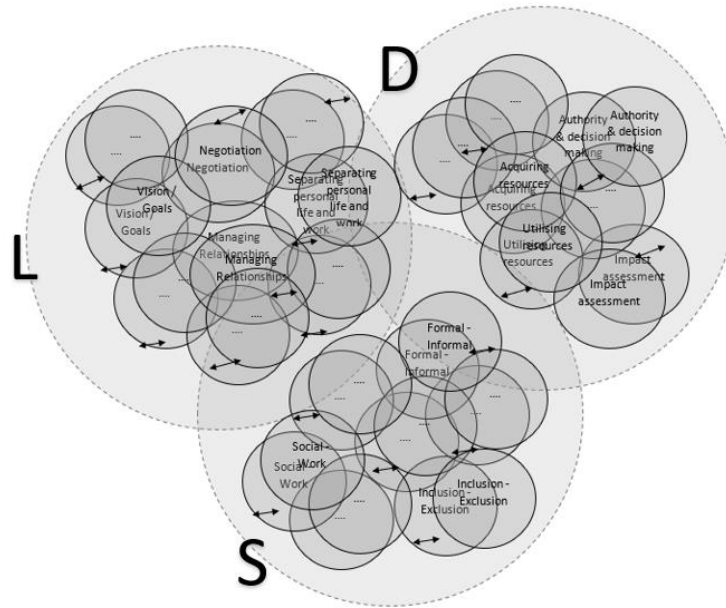 L
....
....
Negotiation
Negotiation
....
....
Vision /
Goals
Vision /
Goals
Separating
personal
life and
work
Separating
personal
life and work
Managing
Relationships
Managing
Relationships
....
....
....
....
....
....
D
....
....
....
....
Authority
& decision
making
Authority
& decision
making
Acquiring
resources
Acquiring
resources
....
....
Utilising
resources
Utilising
resources
Impact
assessment
Impact
assessment
S
Formal -
Informal
Formal -
Informal
....
....
....
....
....
....
Social -
Work
Social -
Work
....
....
Inclusion -
Exclusion
Inclusion -
Exclusion